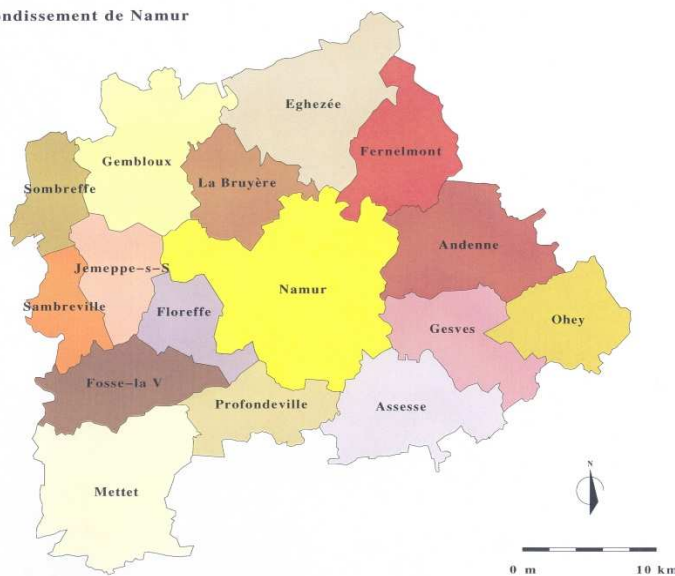 ndissement de Namur
Eghezée
Gembloux
Fernelmont
La Bruyère
Sombreffe
Andenne
Jemeppe-s-S
Namur
Sambreville
Floreffe
Gesves
Ohey
Fosse-la V
Profondeville
Assesse
Mettet
N
0 m 10 km